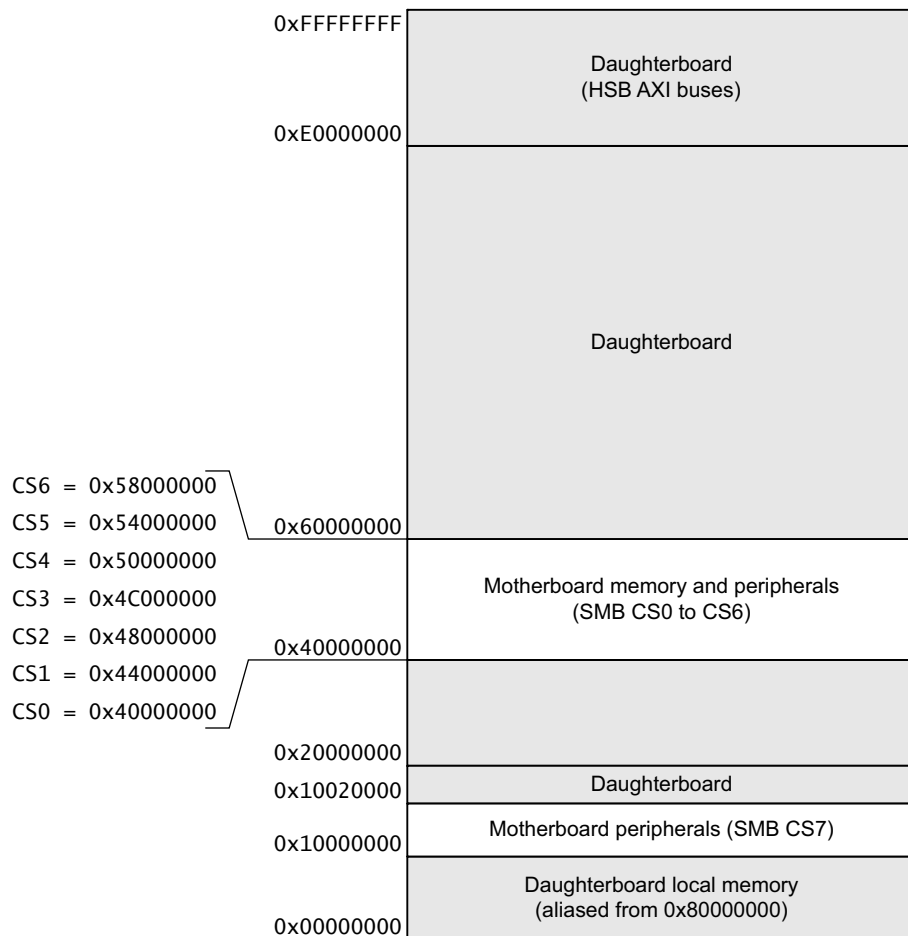 0xFFFFFFFF
Daughterboard
(HSB AXI buses)
0xE0000000
Daughterboard
CS6 = 0x58000000
CS5 = 0x54000000
0x60000000
CS4 = 0x50000000
CS3 = 0x4C000000
Motherboard memory and peripherals
(SMB CS0 to CS6)
CS2 = 0x48000000
0x40000000
CS1 = 0x44000000
CS0 = 0x40000000
0x20000000
Daughterboard
0x10020000
Motherboard peripherals (SMB CS7)
0x10000000
Daughterboard local memory
(aliased from 0x80000000)
0x00000000